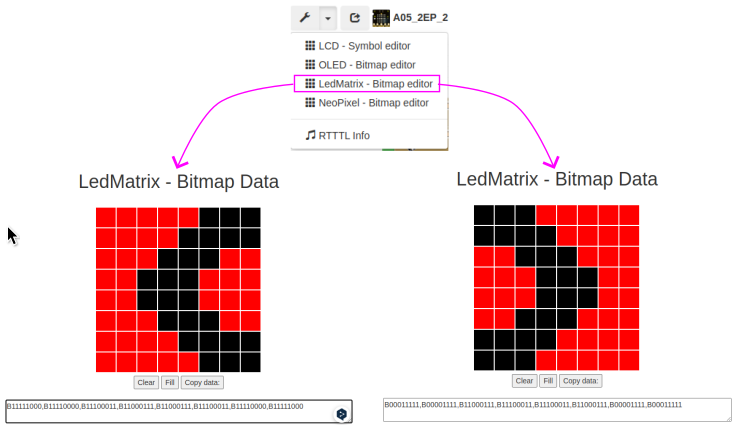 A05_2EP_2
LCD - Symbol editor
OLED - Bitmap editor
LedMatrix - Bitmap editor
NeoPixel - Bitmap editor
RTTTL Info
LedMatrix - Bitmap Data
Clear Fill Copy data:
B11111000,B11110000,B11100011,B11000111,B11000111,B11100011,B11110000,B11111000
LedMatrix - Bitmap Data
Clear Fill Copy data:
B00011111,B00001111,B11000111,B11100011,B11100011,B11000111,B00001111,B00011111